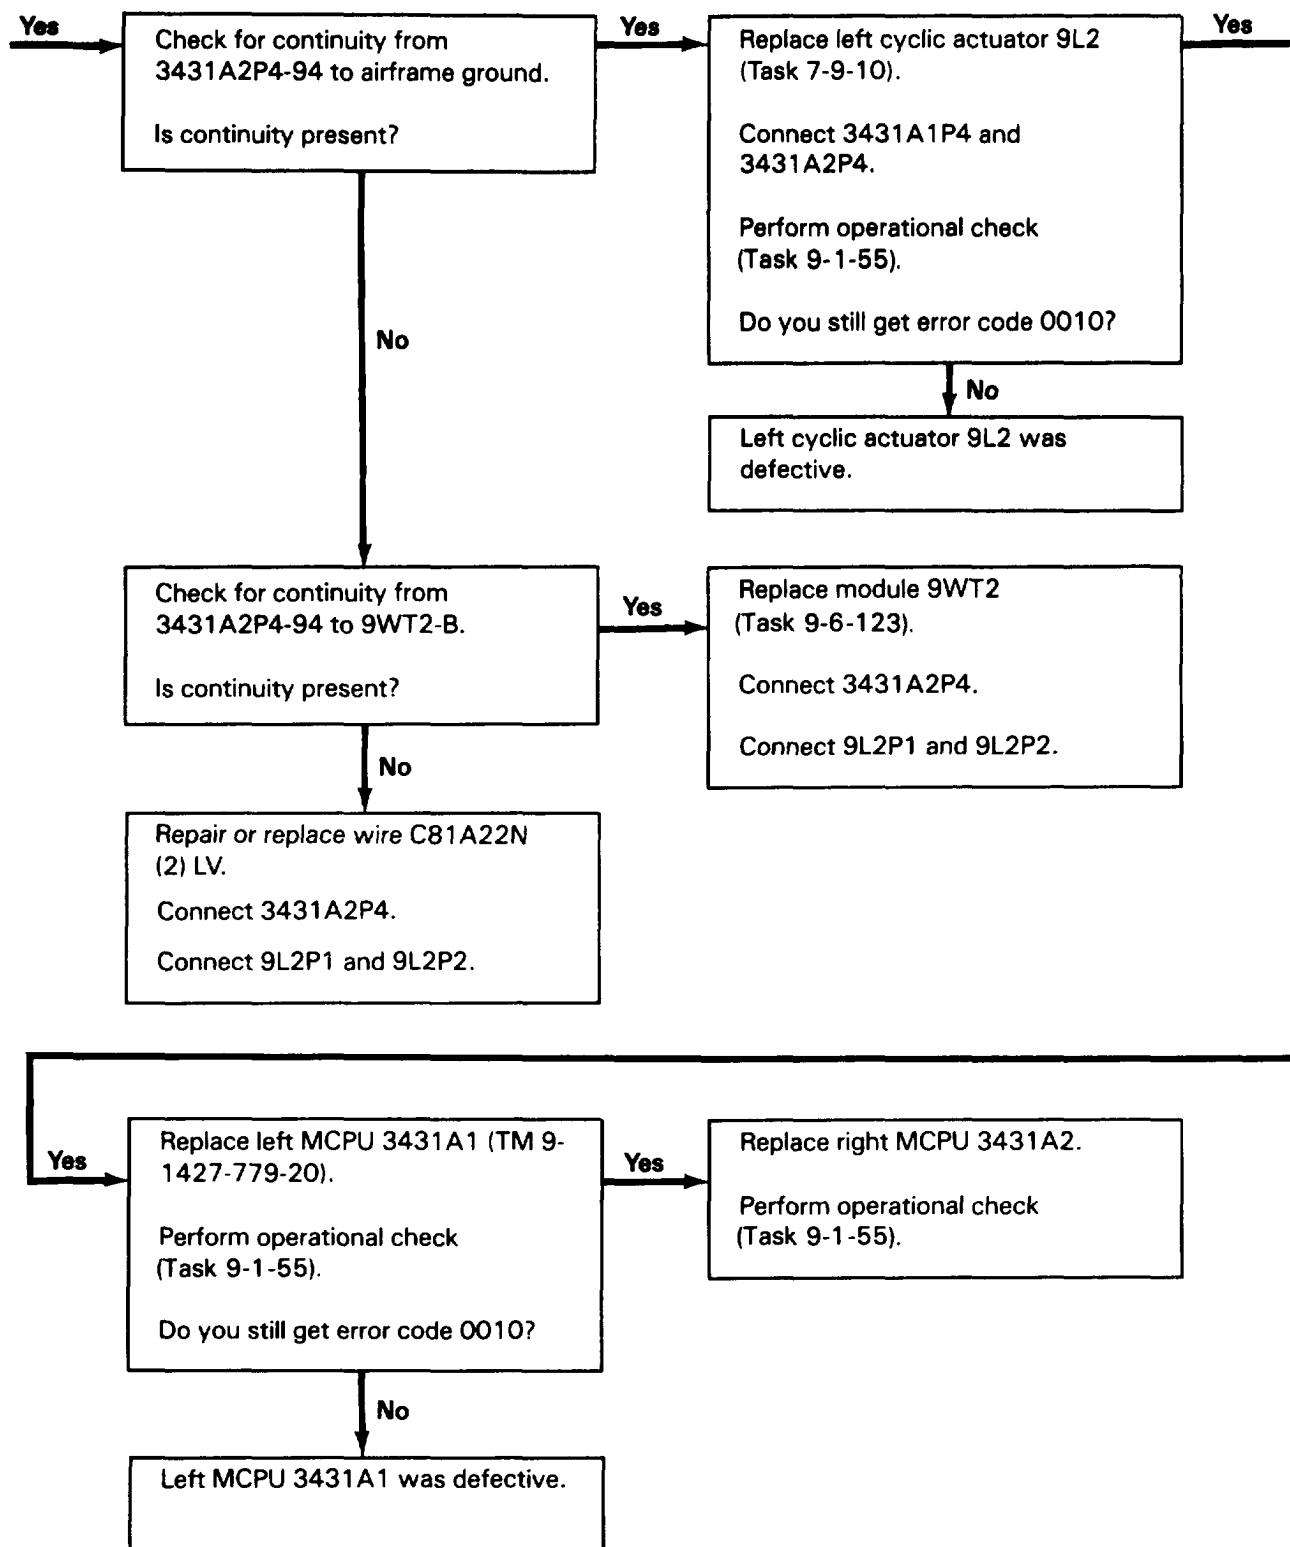 Yes
Check for continuity from
3431A2P4-94 to airframe ground.
Is continuity present?
Yes
Replace left cyclic actuator 9L2
(Task 7-9-10).
Connect 3431A1P4 and
3431A2P4.
Perform operational check
(Task 9-1-55).
Do you still get error code 0010?
Yes
No
No
Left cyclic actuator 9L2 was
defective.
Check for continuity from
3431A2P4-94 to 9WT2-B.
Is continuity present?
Yes
Replace module 9WT2
(Task 9-6-123).
Connect 3431A2P4.
Connect 9L2P1 and 9L2P2.
No
Repair or replace wire C81A22N
(2) LV.
Connect 3431A2P4.
Connect 9L2P1 and 9L2P2.
Yes
Replace left MCPU 3431A1 (TM 9-
1427-779-20).
Perform operational check
(Task 9-1-55).
Do you still get error code 0010?
Yes
Replace right MCPU 3431A2.
Perform operational check
(Task 9-1-55).
No
Left MCPU 3431A1 was defective.